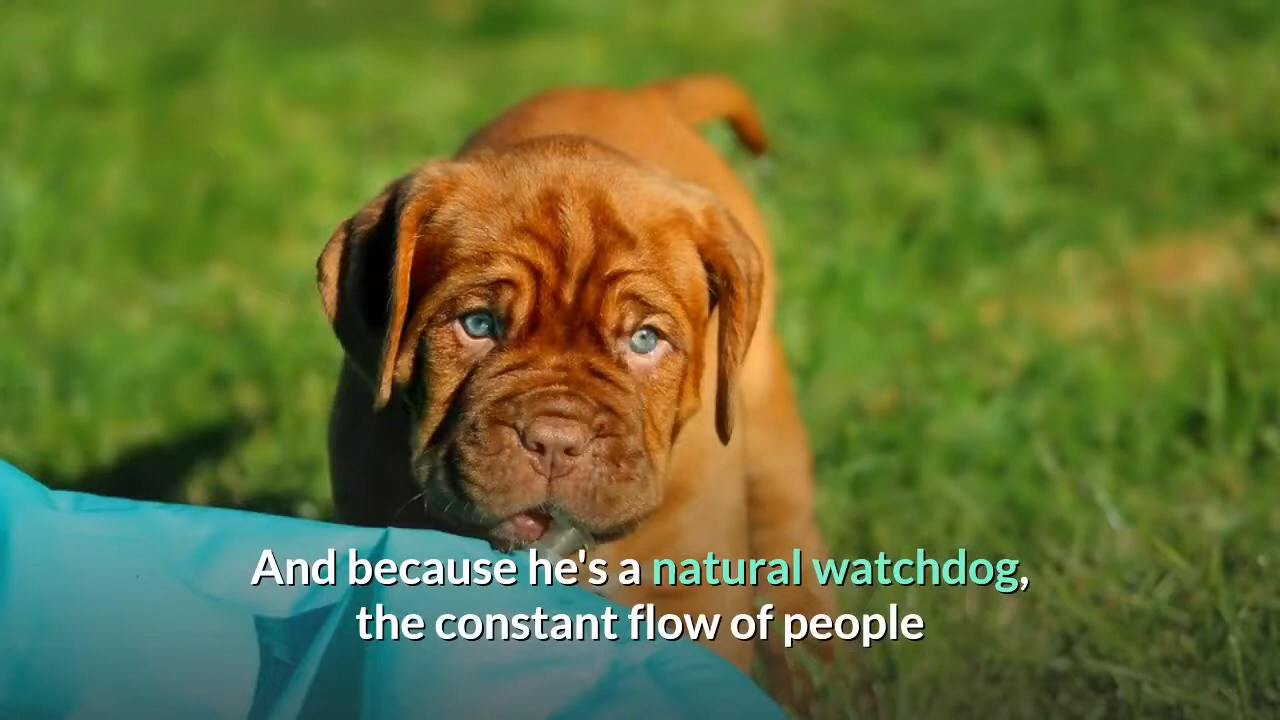 And because he's a natural watchdog,
the constant flow of people